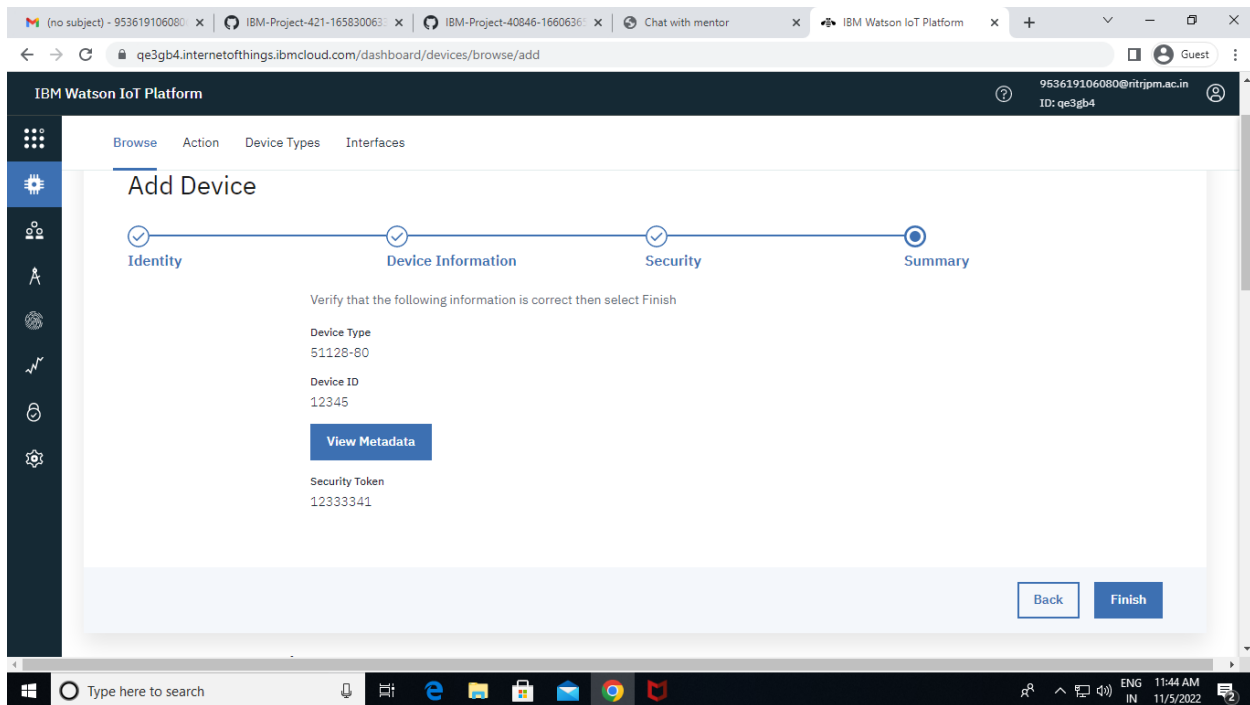 (no subject) - 95361910608
IBM-Project-421-165830063
IBM-Project-40846-1660636
Chat with mentor
IBM Watson IoT Platform
qe3gb4.internetofthings.ibmcloud.com/dashboard/devices/browse/add
Guest
IBM Watson IoT Platform
953619106080@ritrjpm.ac.in
ID: qe3gb4
Browse Action Device Types Interfaces
Add Device
Identity Device Information Security Summary
Verify that the following information is correct then select Finish
Device Type
51128-80
Device ID
12345
View Metadata
Security Token
12333341
Back Finish
Type here to search
ENG 11:44 AM
IN 11/5/2022
2